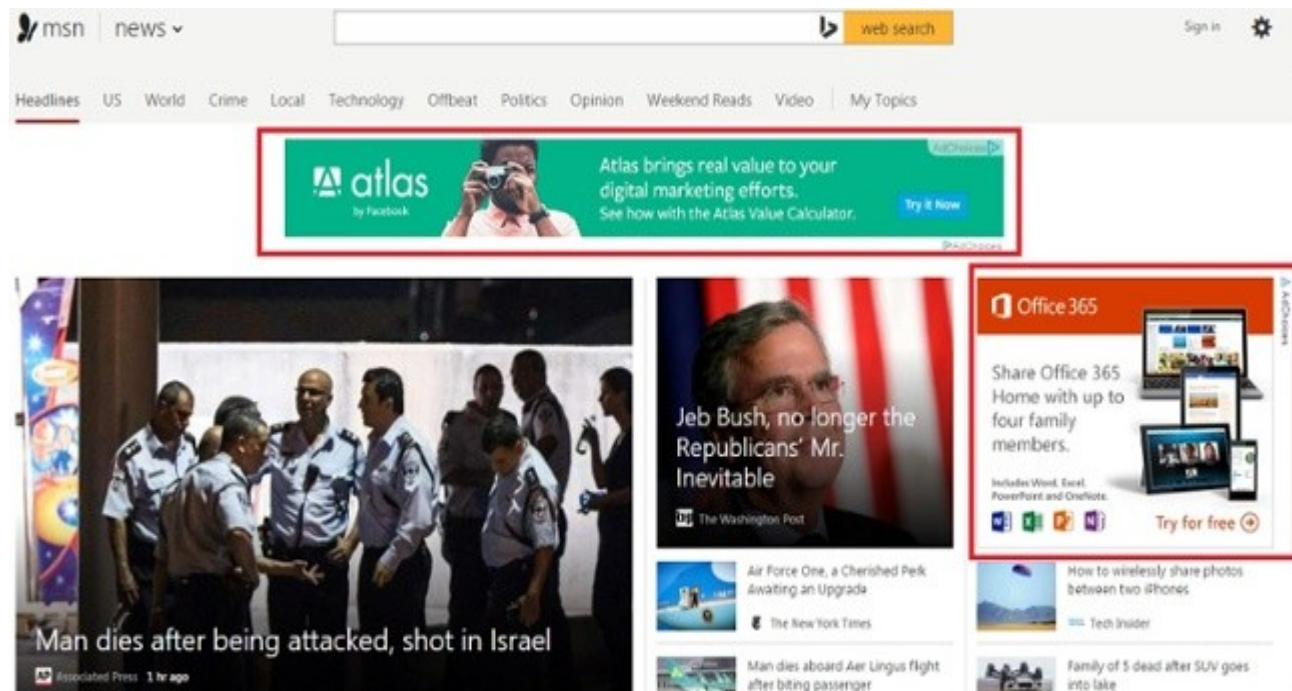 msn
news
web search
Sign in
Headlines
US
World
Crime
Local
Technology
Offbeat
Politics
Opinion
Weekend Reads
Video
My Topics
atlas
by Facebook
Atlas brings real value to your
digital marketing efforts.
See how with the Atlas Value Calculator.
AdChoices
Try it Now
AdChoices
Man dies after being attacked, shot in Israel
AP Associated Press 1 hr ago
Jeb Bush, no longer the
Republicans' Mr.
Inevitable
The Washington Post
Air Force One, a Cherished Perk
Awaiting an Upgrade
The New York Times
Man dies aboard Aer Lingus flight
after biting passenger
Office 365
AdChoices
Share Office 365
Home with up to
four family
members.
Includes Word, Excel,
PowerPoint and OneNote.
Try for free
How to wirelessly share photos
between two iPhones
Tech Insider
Family of 5 dead after SUV goes
into lake